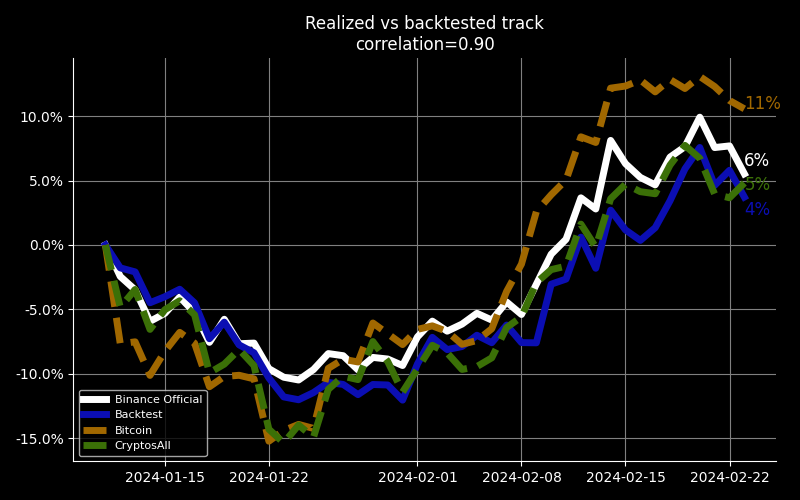 Realized vs backtested track
correlation=0.90
10.0%
5.0%
0.0%
-5.0%
-10.0%
-15.0%
11%
6%
5%
4%
Binance Official
Backtest
Bitcoin
CryptosAll
2024-01-15
2024-01-22
2024-02-01
2024-02-08
2024-02-15
2024-02-22